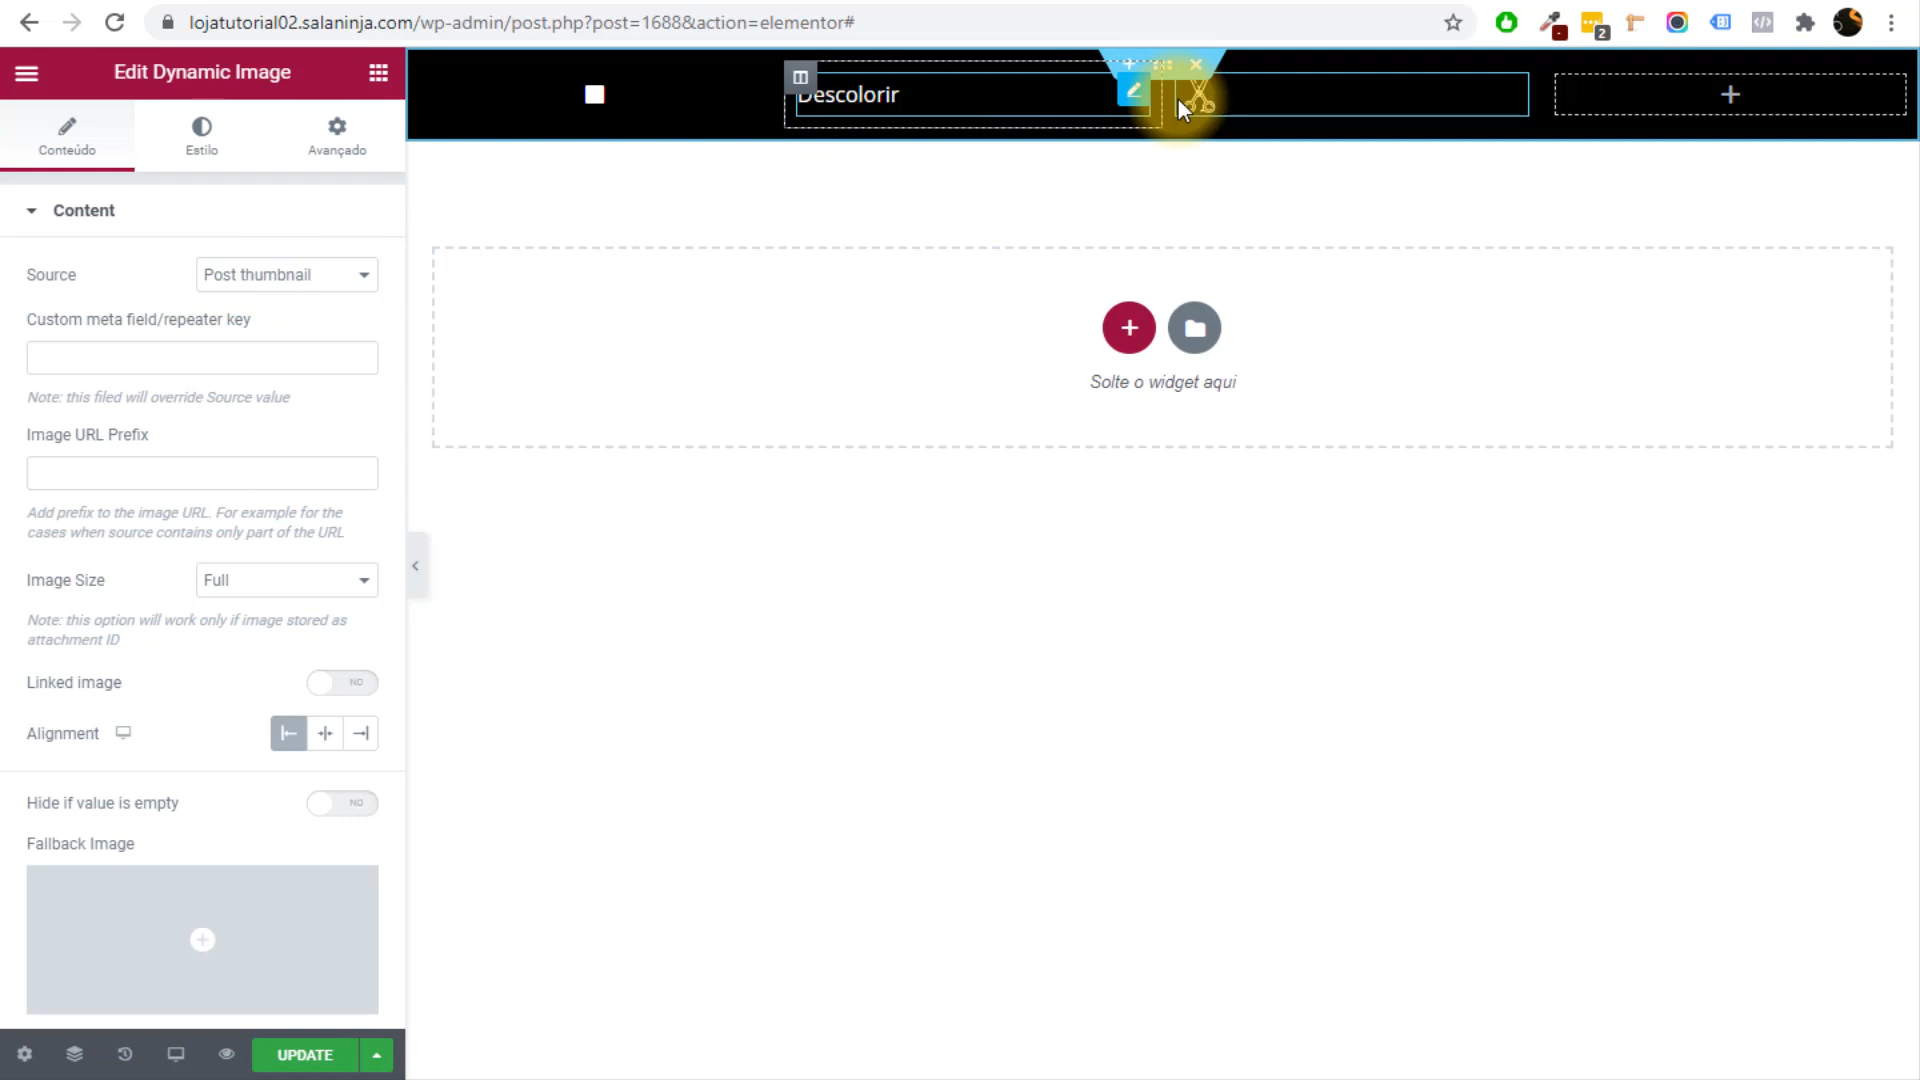 lojatutorial02.salaninja.com/wp-admin/post.php?post=1688&action=elementor#
2
Edit Dynamic Image
Conteúdo
Estilo
Avançado
Descolorir
Content
Source
Post thumbnail
Custom meta field/repeater key
Note: this filed will override Source value
Image URL Prefix
Add prefix to the image URL. For example for the
cases when source contains only part of the URL
Image Size
Full
Note: this option will work only if image stored as
attachment ID
Linked image
NO
Alignment
Hide if value is empty
NO
Fallback Image
UPDATE
Solte o widget aqui